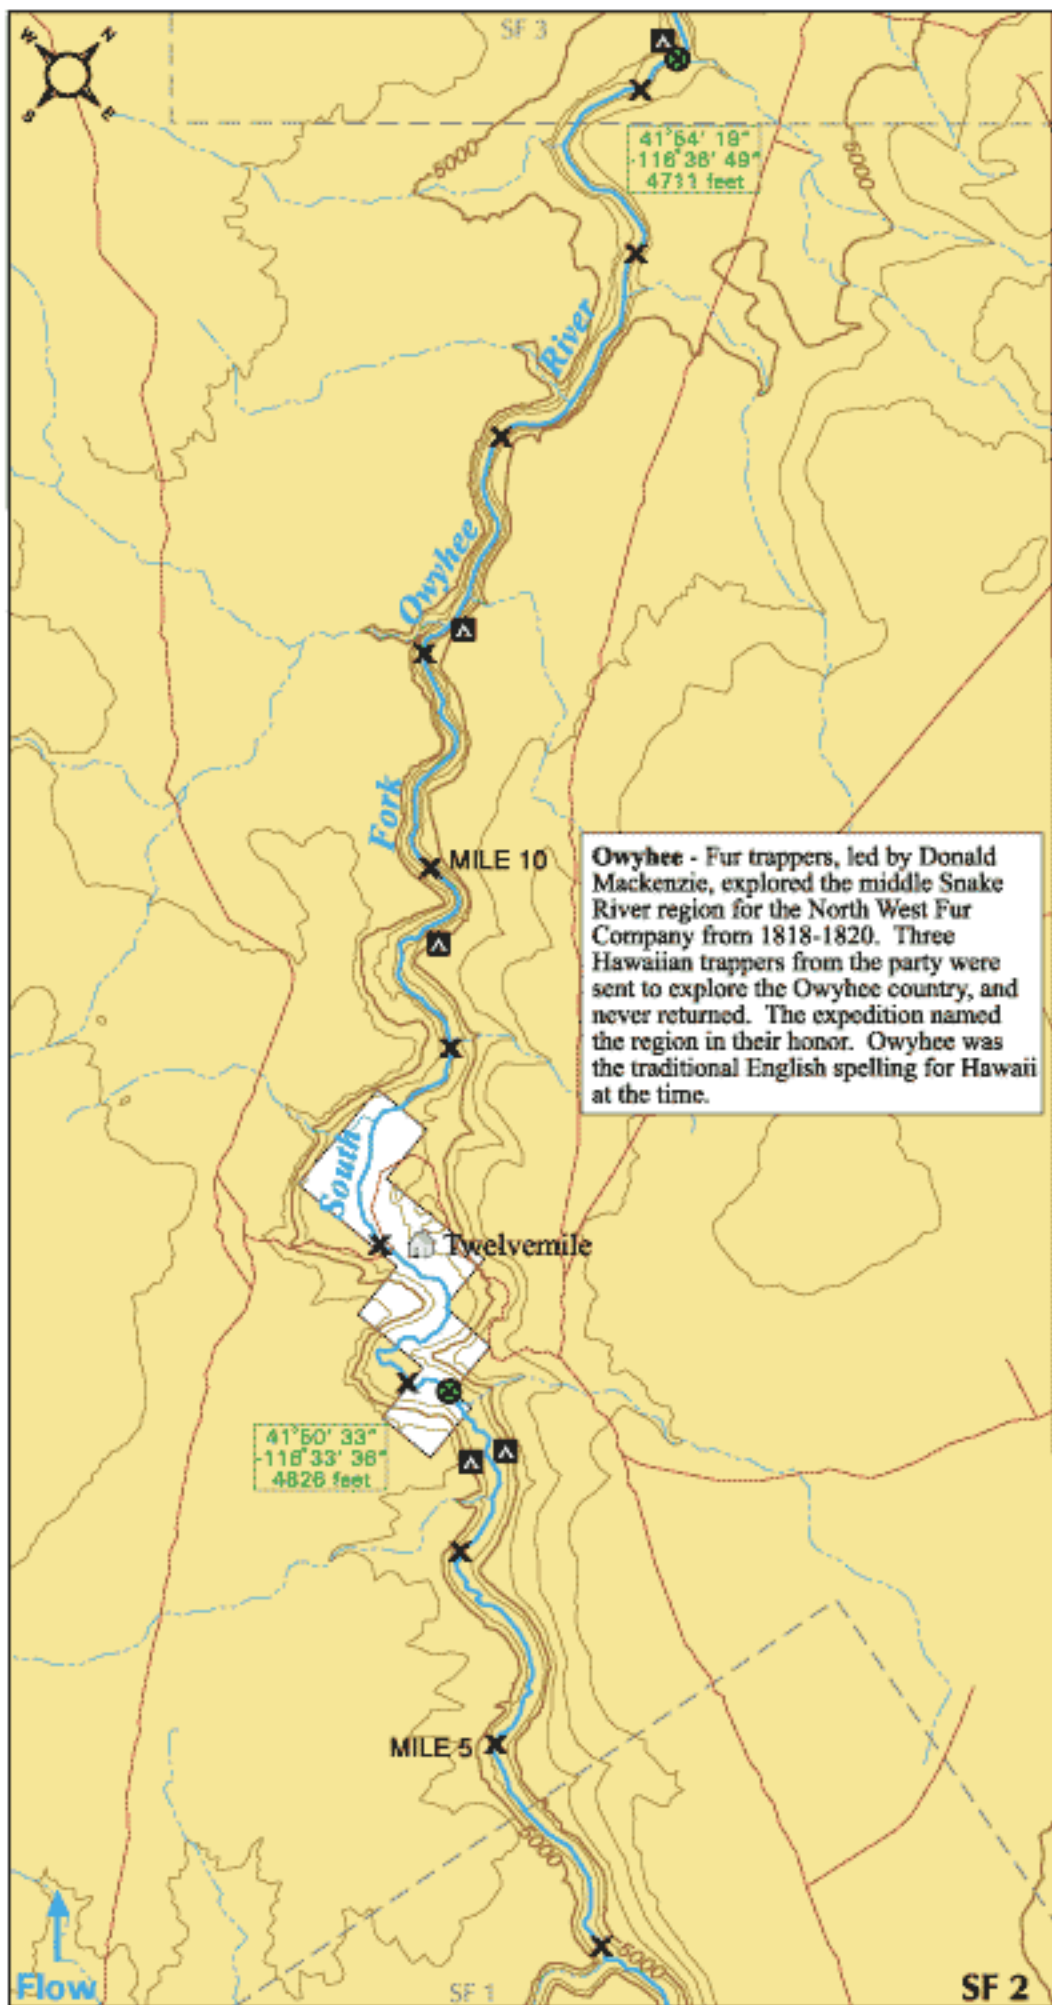 SF 3
W
N
S
E
41°54' 19"
-116°36' 49"
4711 feet
5000
5000
River
Owyhee
Fork
MILE 10
Owyhee - Fur trappers, led by Donald
Mackenzie, explored the middle Snake
River region for the North West Fur
Company from 1818-1820. Three
Hawaiian trappers from the party were
sent to explore the Owyhee country, and
never returned. The expedition named
the region in their honor. Owyhee was
the traditional English spelling for Hawaii
at the time.
South
Twelvemile
41°50' 33"
-116°33' 36"
4826 feet
MILE 5
5000
5000
Flow
SF 1
SF 2